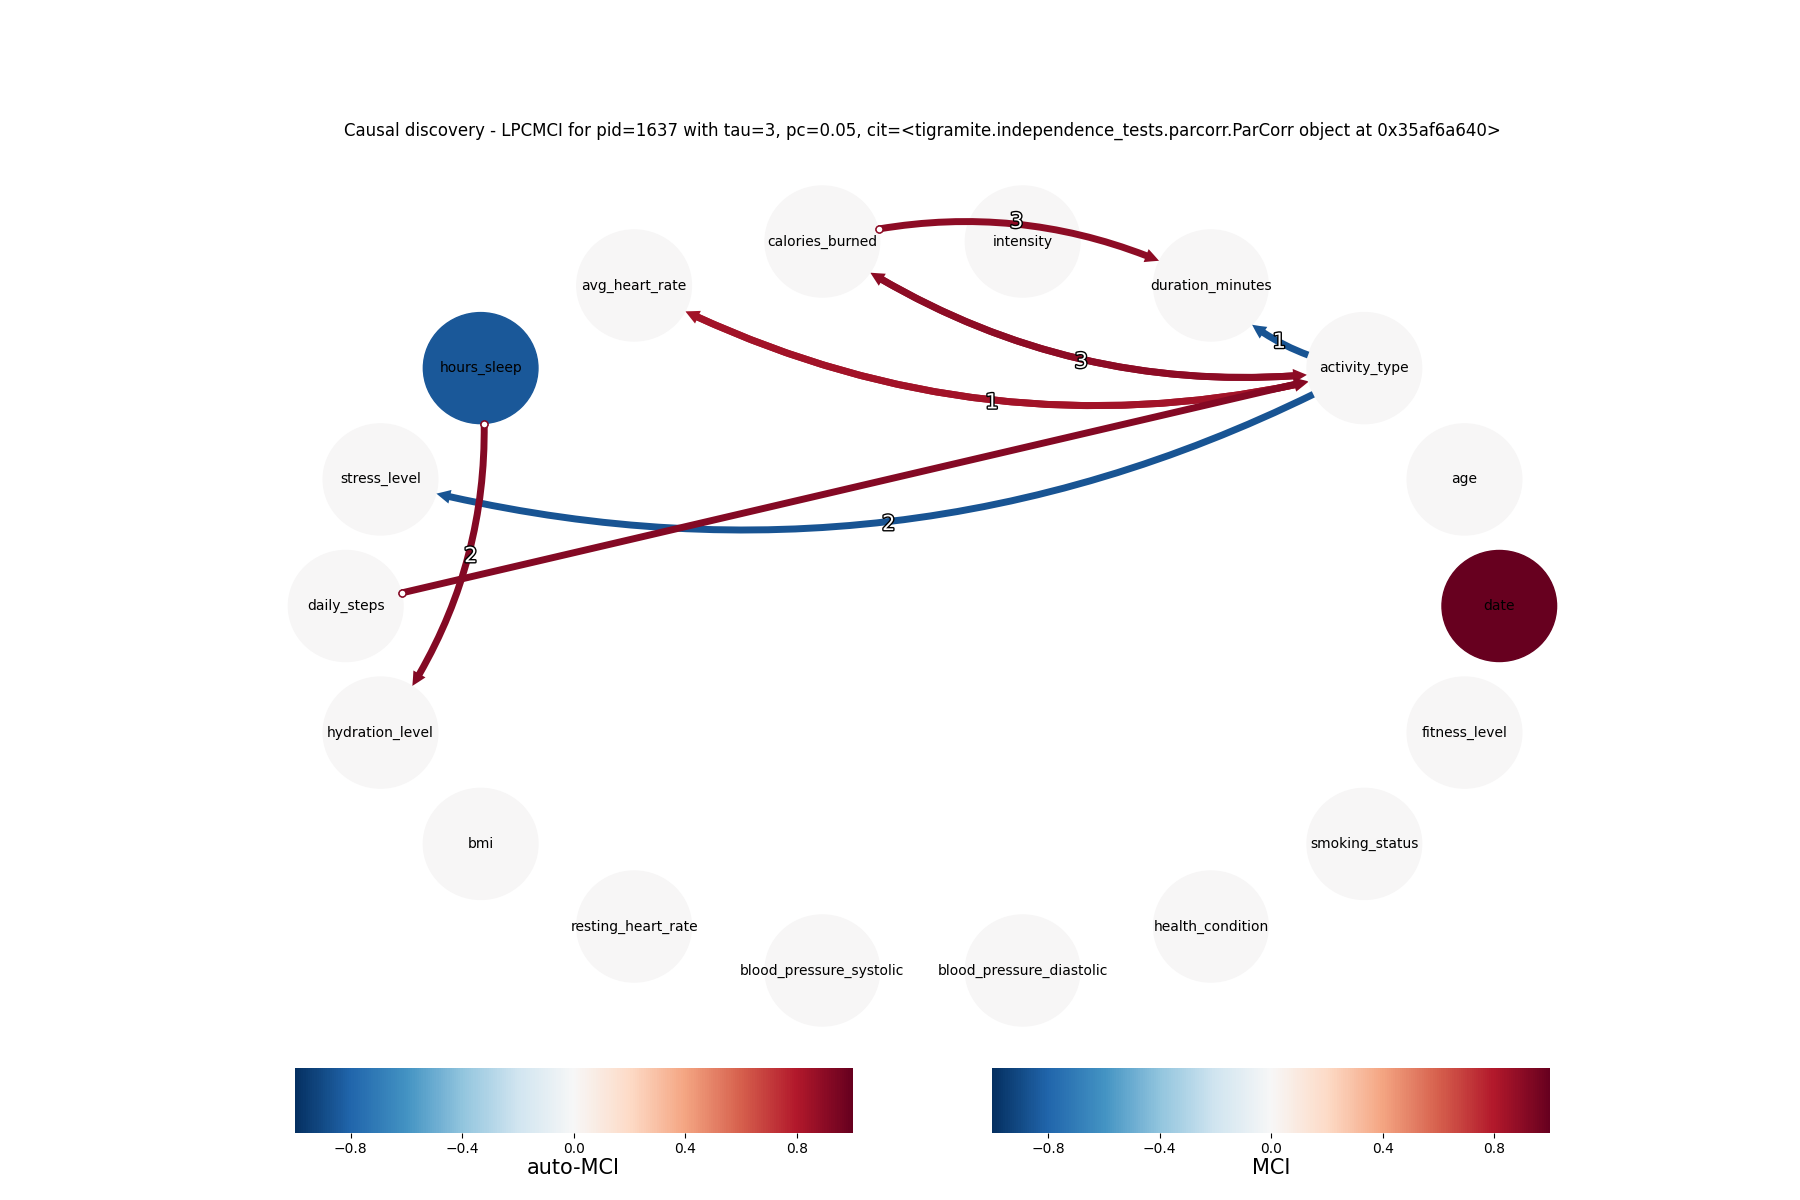 Causal discovery - LPCMCI for pid=1637 with tau=3, pc=0.05, cit=<tigramite.independence_tests.parcorr.ParCorr object at 0x35af6a640>
3
calories_burned
intensity
avg_heart_rate
duration_minutes
1
3
hours_sleep
activity_type
1
stress_level
age
2
2
daily_steps
date
hydration_level
fitness_level
bmi
smoking_status
resting_heart_rate
health_condition
blood_pressure_systolic
blood_pressure_diastolic
−0.8 −0.4 0.0 0.4 0.8
auto-MCI
−0.8 −0.4 0.0 0.4 0.8
MCI